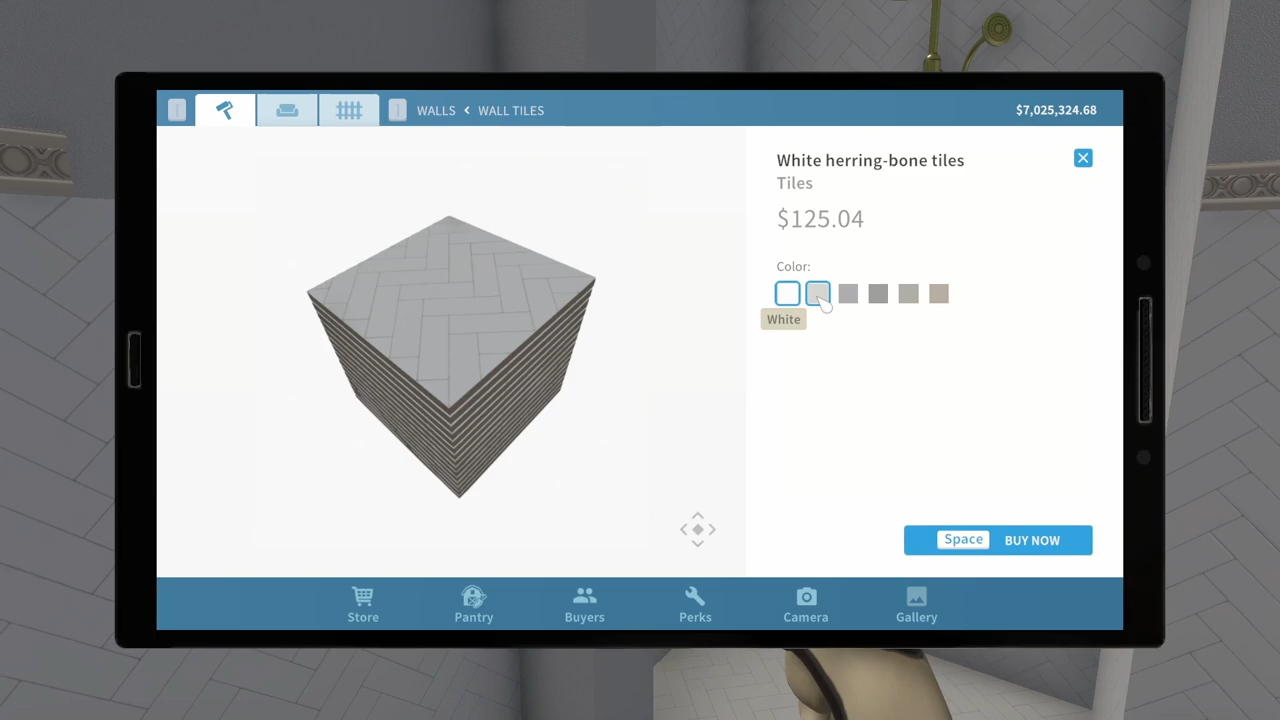 WALLS < WALL TILES
$7,025,324.68
White herring-bone tiles
Tiles
$125.04
Color:
White
Space BUY NOW
Store
Pantry
Buyers
Perks
Camera
Gallery